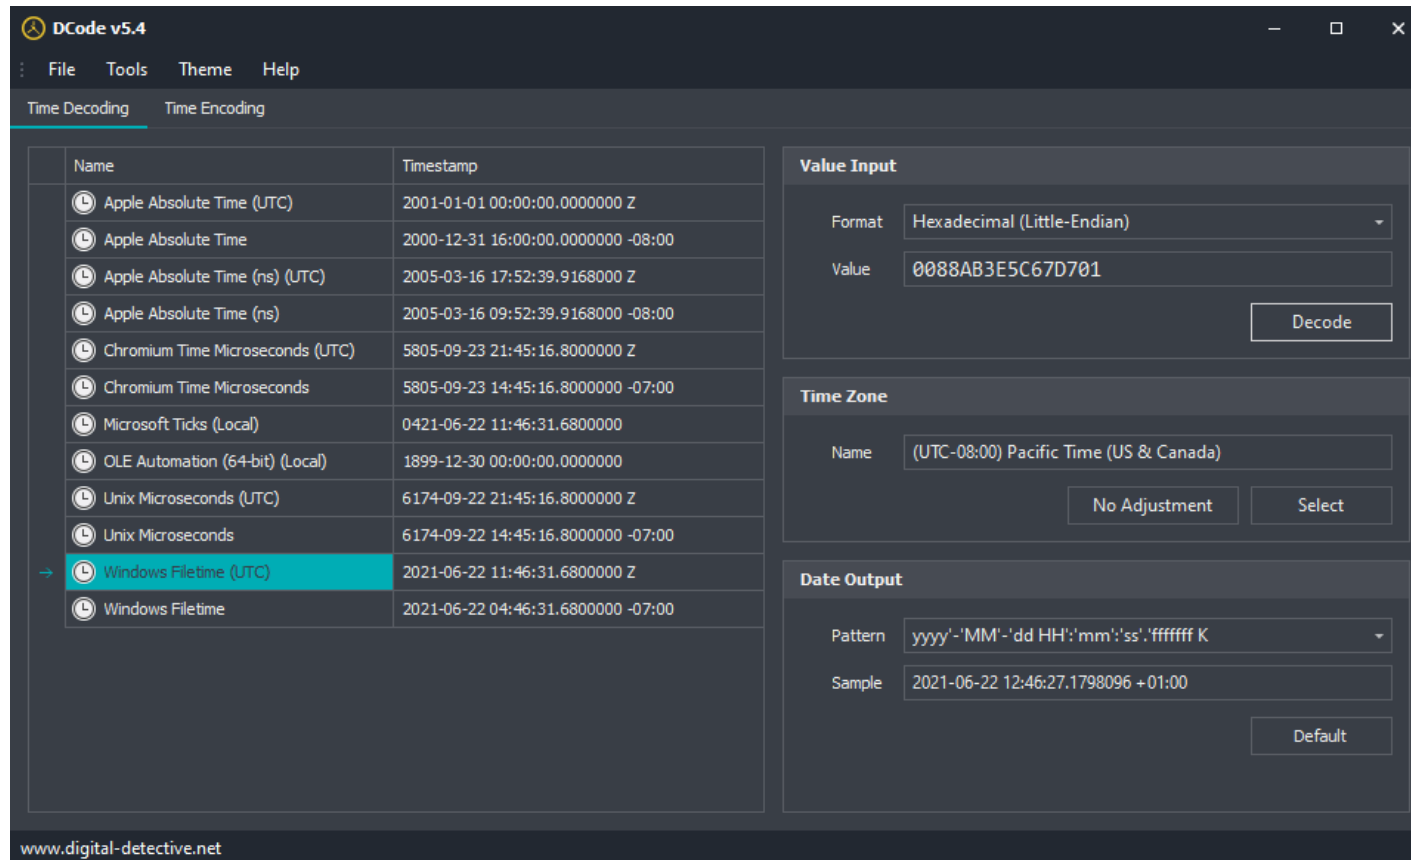 DCode v5.4
File Tools Theme Help
Time Decoding Time Encoding
Name Timestamp
Apple Absolute Time (UTC) 2001-01-01 00:00:00.0000000 Z
Apple Absolute Time 2000-12-31 16:00:00.0000000 -08:00
Apple Absolute Time (ns) (UTC) 2005-03-16 17:52:39.9168000 Z
Apple Absolute Time (ns) 2005-03-16 09:52:39.9168000 -08:00
Chromium Time Microseconds (UTC) 5805-09-23 21:45:16.8000000 Z
Chromium Time Microseconds 5805-09-23 14:45:16.8000000 -07:00
Microsoft Ticks (Local) 0421-06-22 11:46:31.6800000
OLE Automation (64-bit) (Local) 1899-12-30 00:00:00.0000000
Unix Microseconds (UTC) 6174-09-22 21:45:16.8000000 Z
Unix Microseconds 6174-09-22 14:45:16.8000000 -07:00
Windows Filetime (UTC) 2021-06-22 11:46:31.6800000 Z
Windows Filetime 2021-06-22 04:46:31.6800000 -07:00
Value Input
Format Hexadecimal (Little-Endian)
Value 0088AB3E5C67D701
Decode
Time Zone
Name (UTC-08:00) Pacific Time (US & Canada)
No Adjustment Select
Date Output
Pattern yyyy'-'MM'-'dd HH':'mm':'ss'.'fffffff K
Sample 2021-06-22 12:46:27.1798096 +01:00
Default
www.digital-detective.net